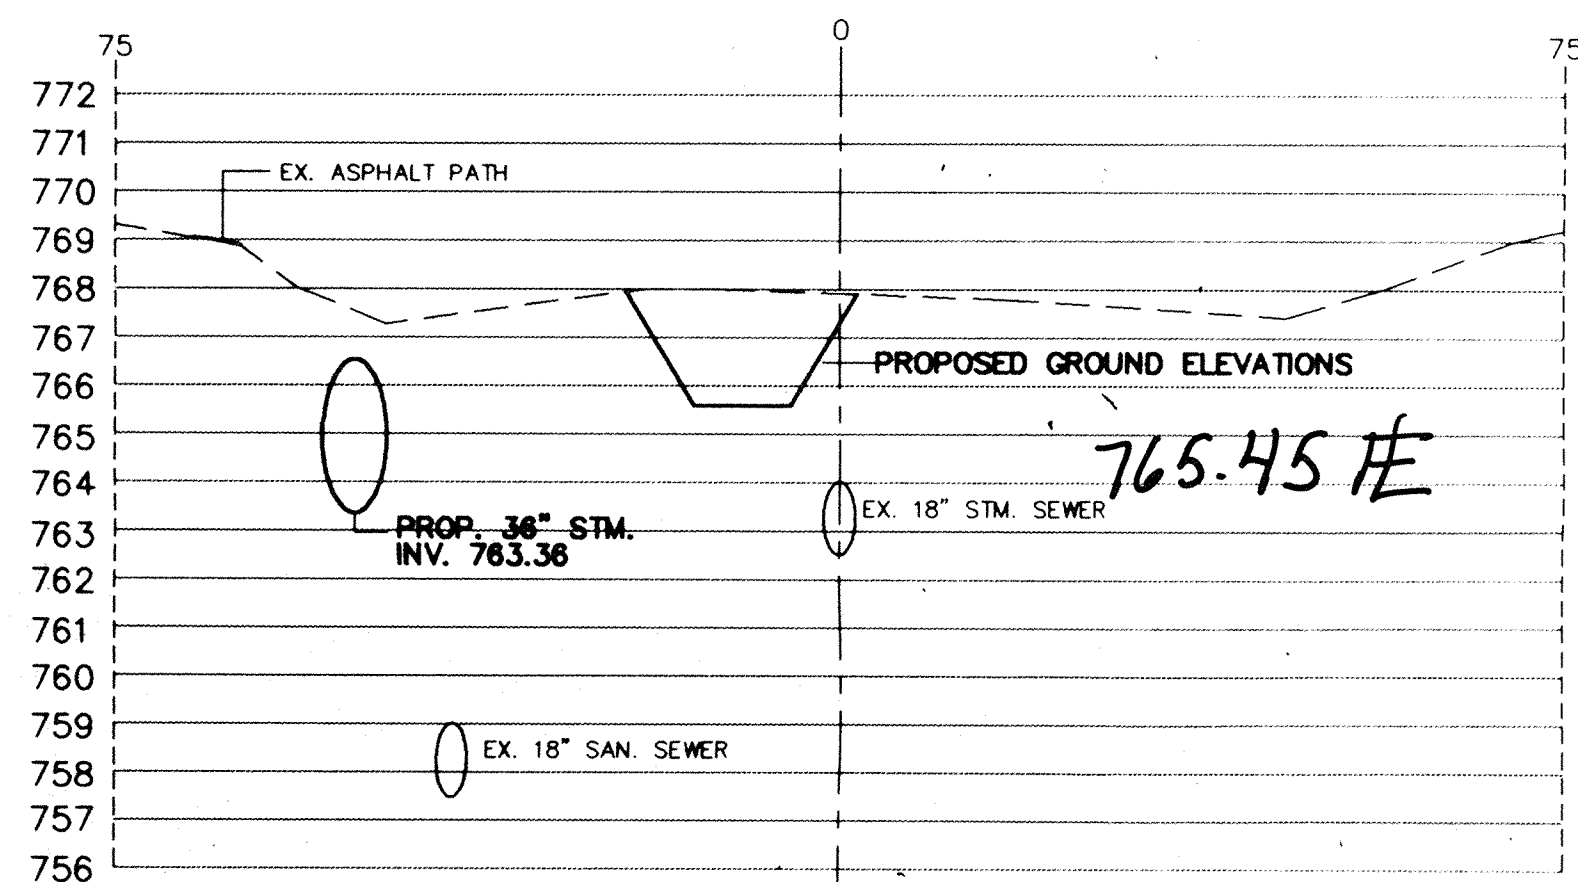 75 0 75
772
771
EX. ASPHALT PATH
770
769
768
767
PROPOSED GROUND ELEVATIONS
766
765
765.45
764
EX. 18" STM. SEWER
763
PROP. 36" STM.
INV. 763.36
762
761
760
759
EX. 18" SAN. SEWER
758
757
756